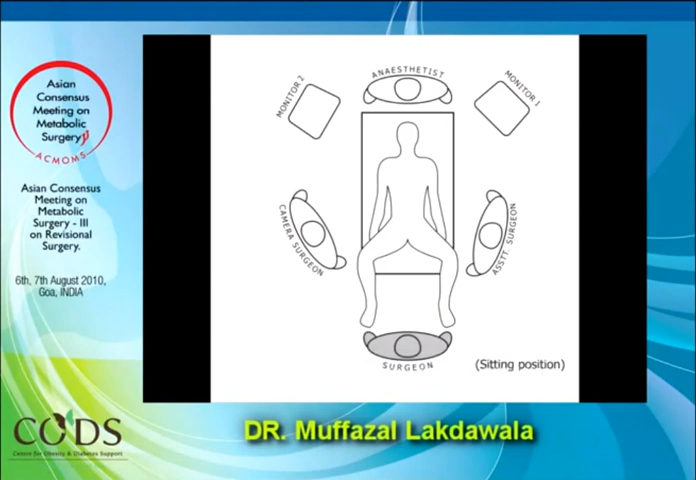 Asian
Consensus
Meeting on
Metabolic
Surgery
ACMOMS
Asian Consensus
Meeting on
Metabolic
Surgery - III
on Revisional
Surgery.
6th, 7th August 2010,
Goa, INDIA
CODS
Centre for Obesity & Diabetes Support
ANAESTHETIST
MONITOR 2
MONITOR 1
CAMERA SURGEON
ASSTT. SURGEON
SURGEON
(Sitting position)
DR. Muffazal Lakdawala